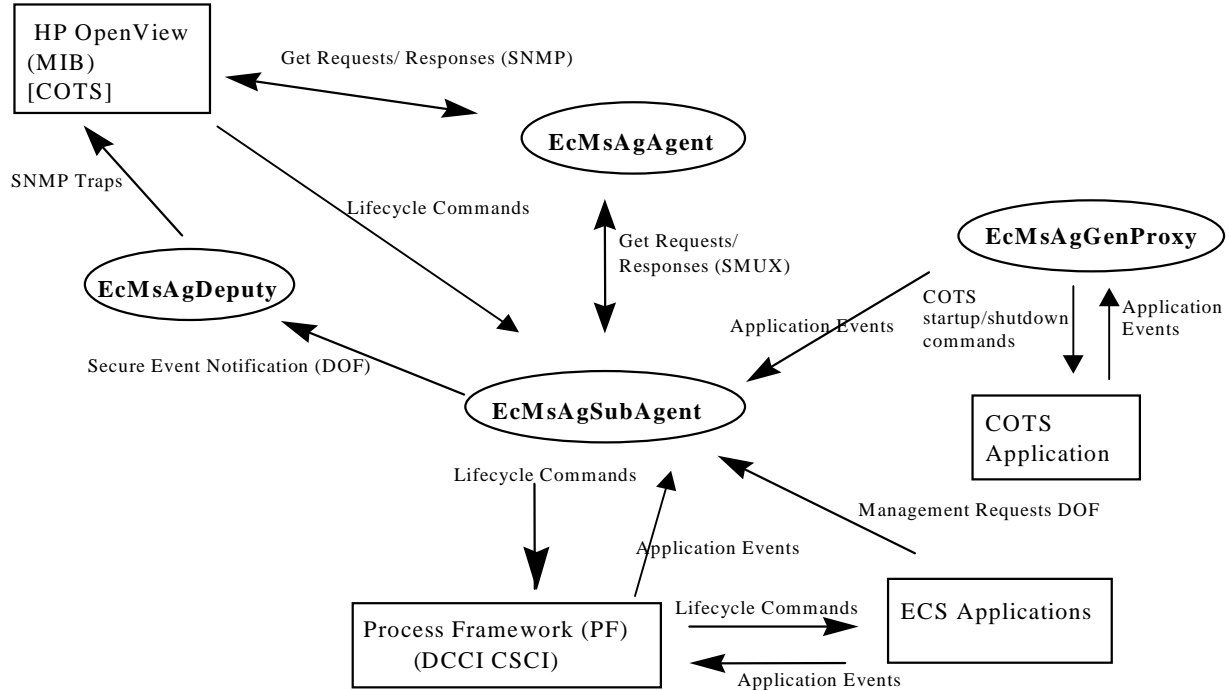 HP OpenView
(MIB)
[COTS]
Get Requests/ Responses (SNMP)
EcMsAgAgent
SNMP Traps
Lifecycle Commands
EcMsAgGenProxy
Get Requests/
Responses (SMUX)
EcMsAgDeputy
COTS
startup/shutdown
commands
Application
Events
Application Events
Secure Event Notification (DOF)
EcMsAgSubAgent
COTS
Application
Lifecycle Commands
Management Requests DOF
Application Events
Process Framework (PF)
(DCCI CSCI)
Lifecycle Commands
ECS Applications
Application Events